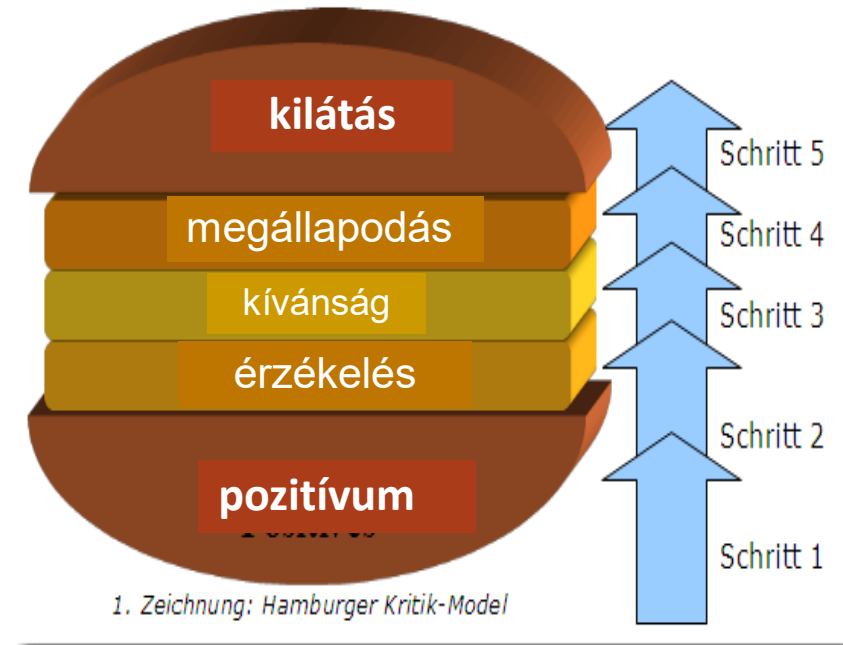 kilátás
Schritt 5
megállapodás
Schritt 4
kívánság
Schritt 3
érzékelés
Schritt 2
pozitívum
Schritt 1
1. Zeichnung: Hamburger Kritik-Model